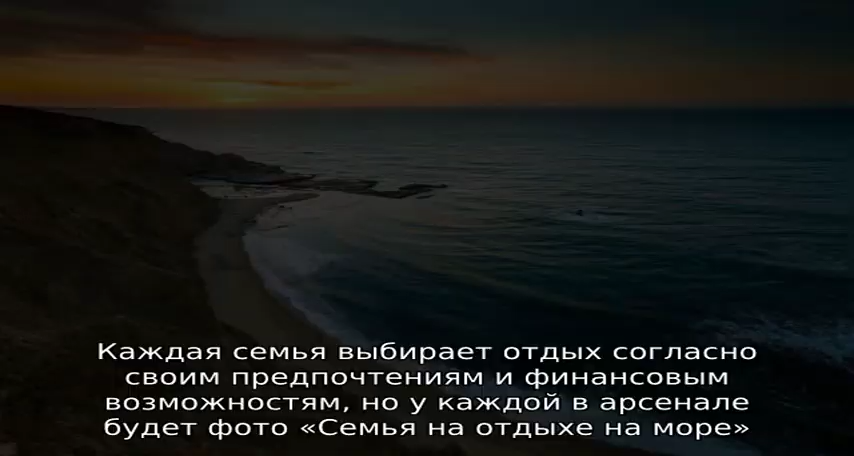 Каждая семья выбирает отдых согласно
своим предпочтениям и финансовым
возможностям, но у каждой в арсенале
будет фото «Семья на отдыхе на море»